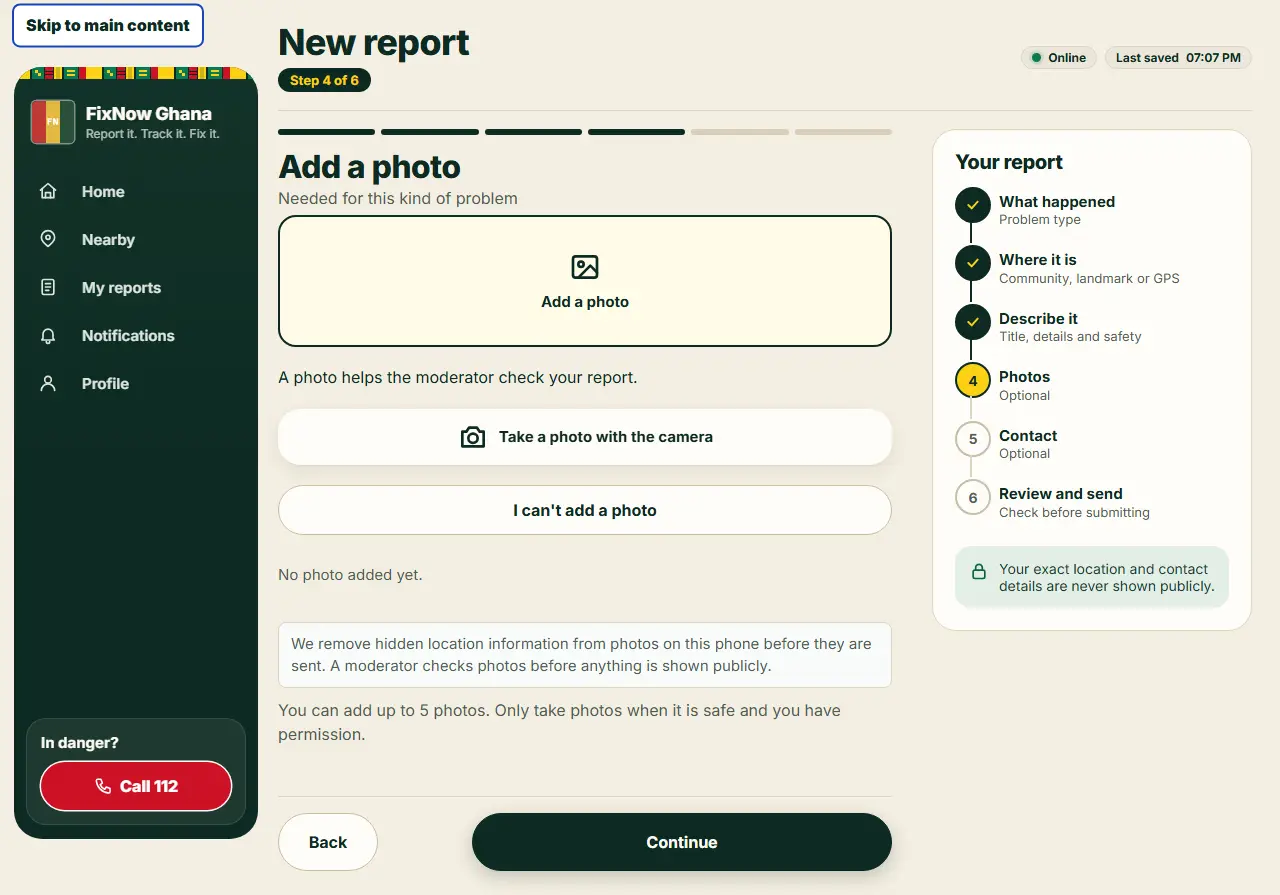 Skip to main content
FN
FixNow Ghana
Report it. Track it. Fix it.
Home
Nearby
My reports
Notifications
Profile
In danger?
Call 112
New report
Step 4 of 6
Online
Last saved 07:07 PM
Add a photo
Needed for this kind of problem
Add a photo
A photo helps the moderator check your report.
Take a photo with the camera
I can't add a photo
No photo added yet.
We remove hidden location information from photos on this phone before they are
sent. A moderator checks photos before anything is shown publicly.
You can add up to 5 photos. Only take photos when it is safe and you have
permission.
Back
Continue
Your report
What happened
Problem type
Where it is
Community, landmark or GPS
Describe it
Title, details and safety
4
Photos
Optional
5
Contact
Optional
6
Review and send
Check before submitting
Your exact location and contact
details are never shown publicly.